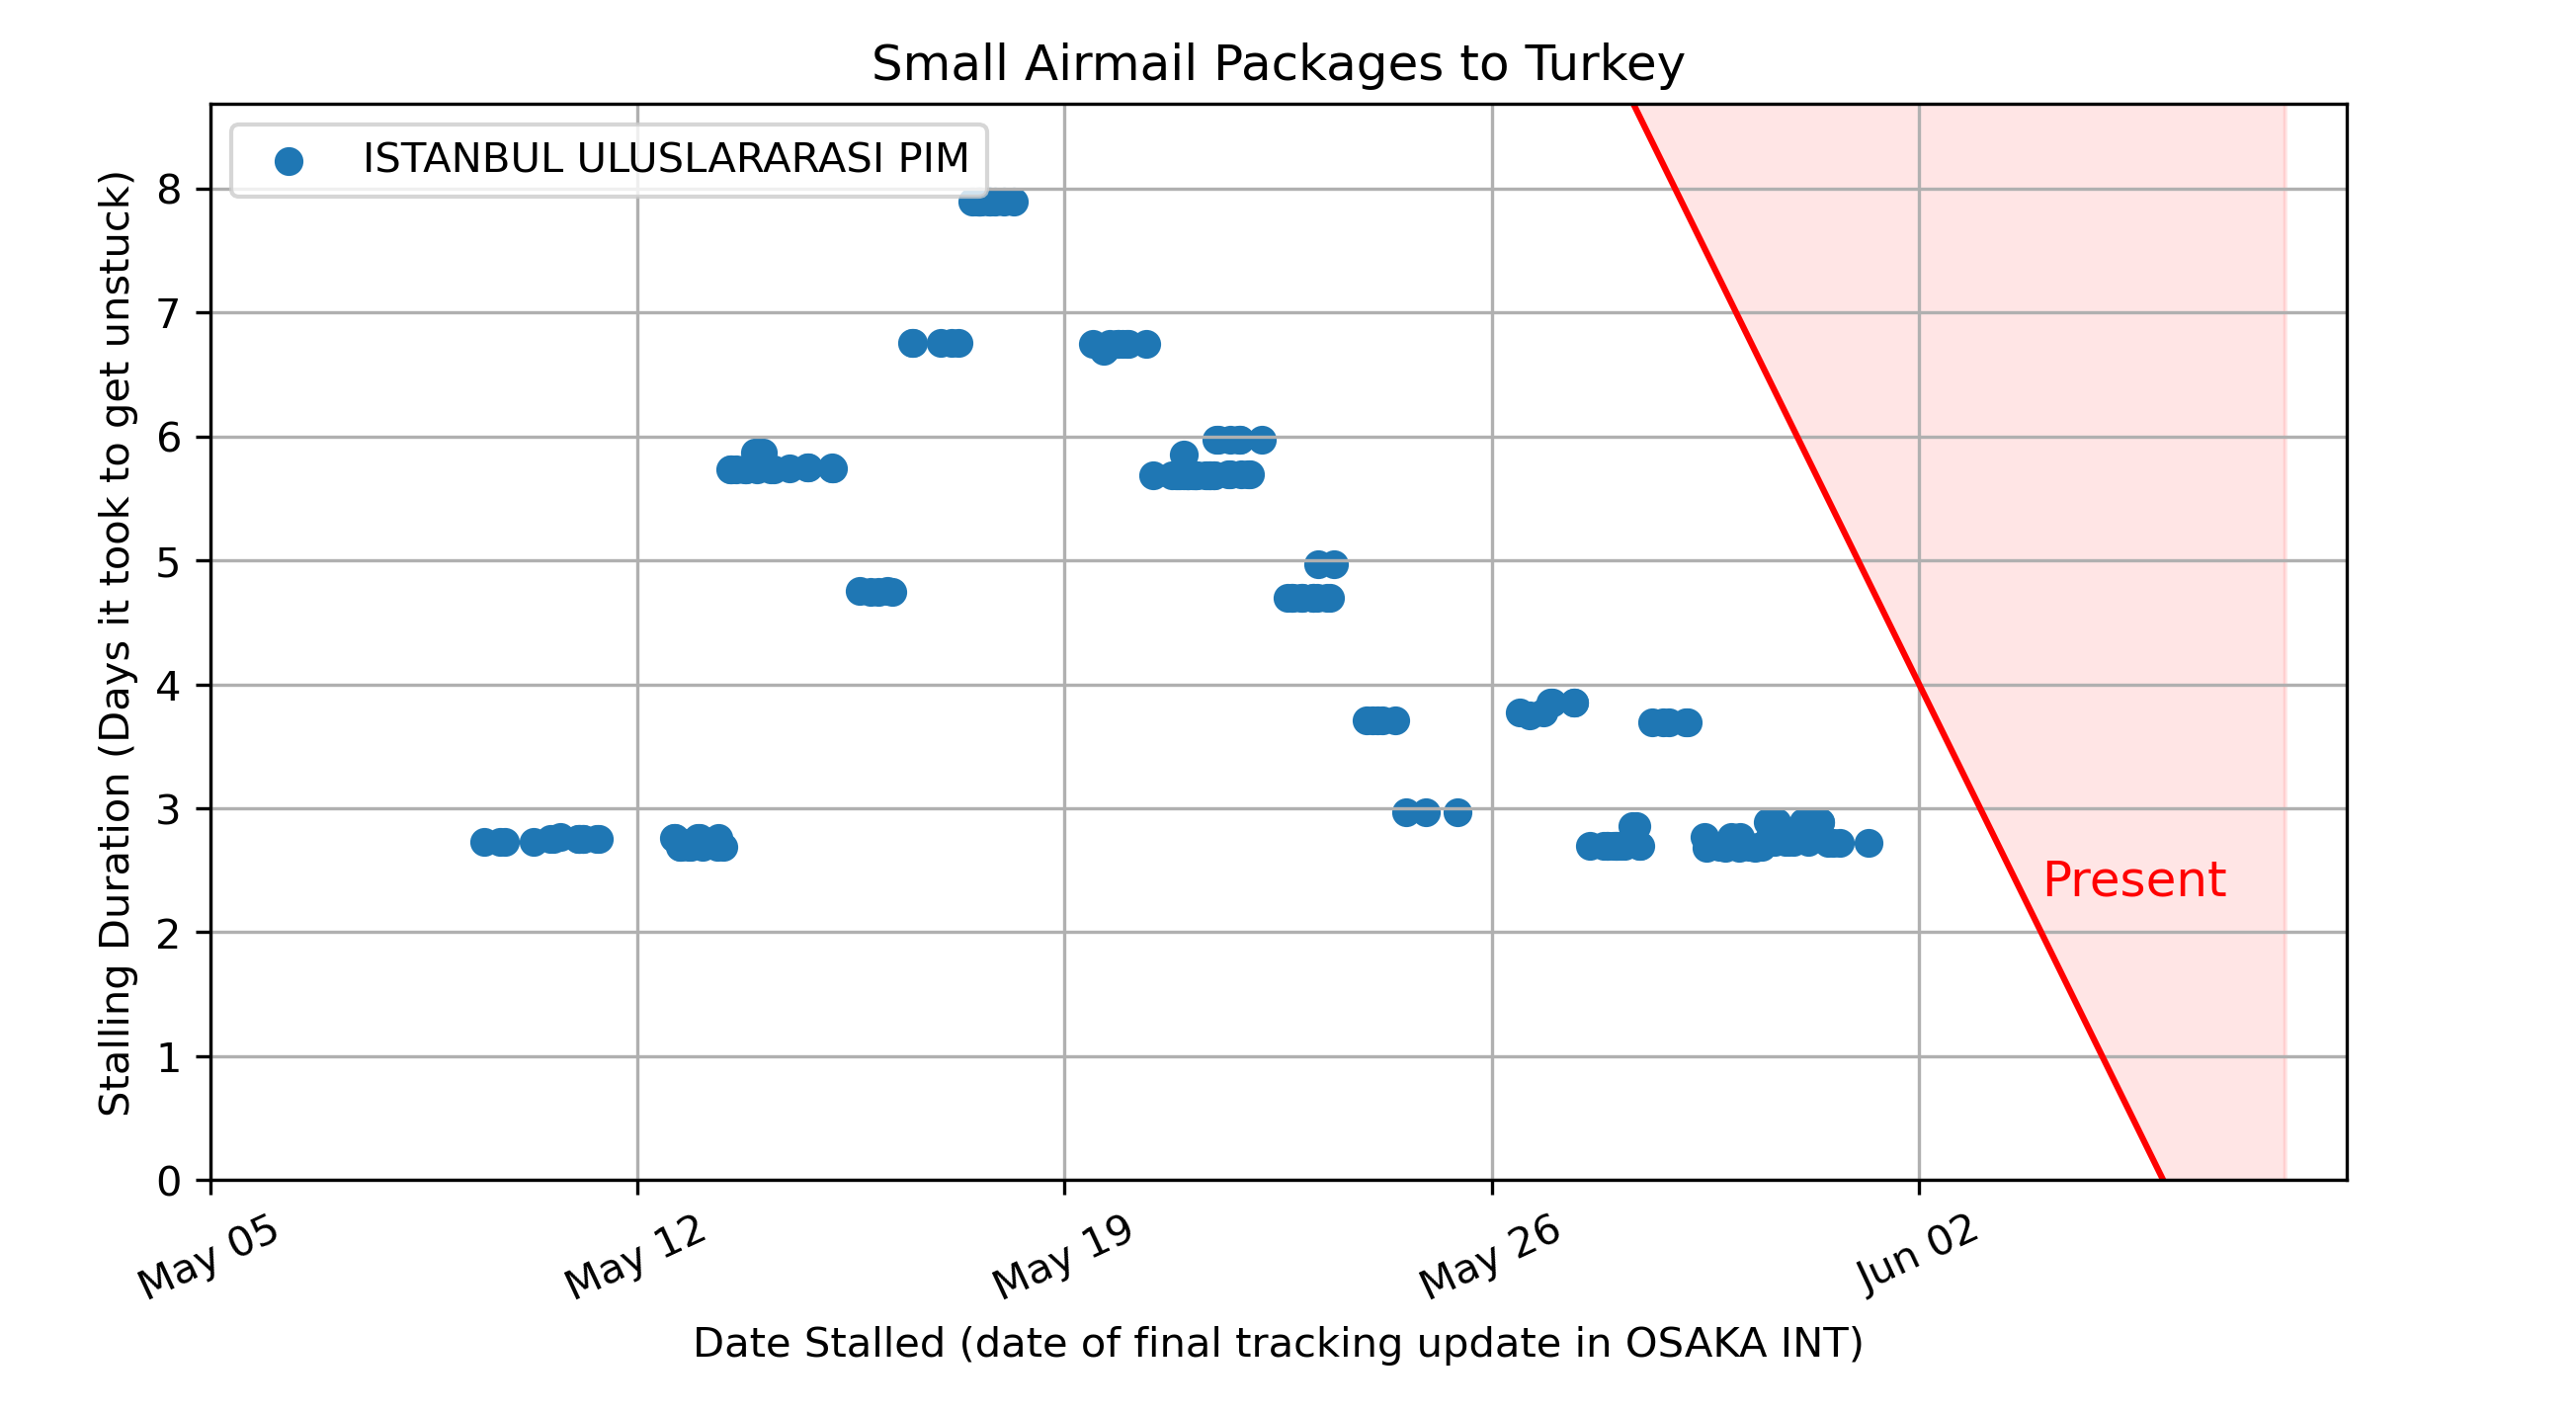 Small Airmail Packages to Turkey
ISTANBUL ULUSLARARASI PIM
Stalling Duration (Days it took to get unstuck)
8
7
6
5
4
3
2
1
0
Present
May 05
May 12
May 19
May 26
Jun 02
Date Stalled (date of final tracking update in OSAKA INT)